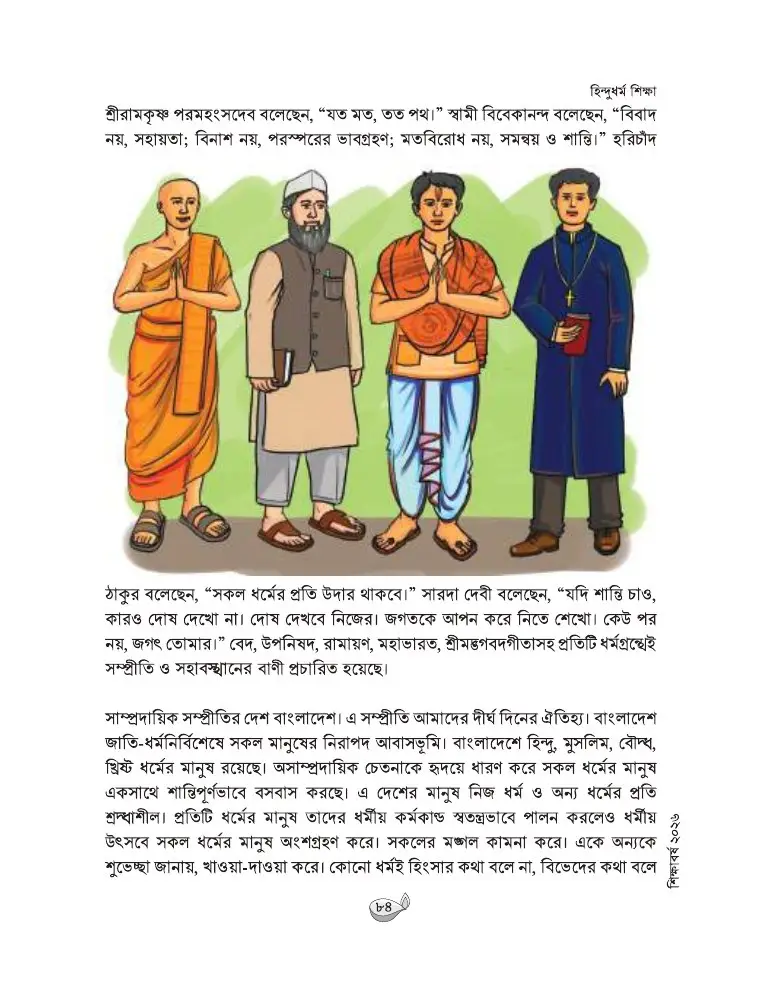 হিন্দুধর্ম শিক্ষা
শ্রীরামকৃষ্ণ পরমহংসদেব বলেছেন, “যত মত, তত পথ।” স্বামী বিবেকানন্দ বলেছেন, “বিবাদ
নয়, সহায়তা; বিনাশ নয়, পরস্পরের ভাবগ্রহণ; মতবিরোধ নয়, সমন্বয় ও শান্তি।” হরিচাঁদ
ঠাকুর বলেছেন, “সকল ধর্মের প্রতি উদার থাকবে।” সারদা দেবী বলেছেন, “যদি শান্তি চাও,
কারও দোষ দেখো না। দোষ দেখবে নিজের। জগতকে আপন করে নিতে শেখো। কেউ পর
নয়, জগৎ তোমার।” বেদ, উপনিষদ, রামায়ণ, মহাভারত, শ্রীমদ্ভগবদগীতাসহ প্রতিটি ধর্মগ্রন্থেই
সম্প্রীতি ও সহাবস্থানের বাণী প্রচারিত হয়েছে।
সাম্প্রদায়িক সম্প্রীতির দেশ বাংলাদেশ। এ সম্প্রীতি আমাদের দীর্ঘ দিনের ঐতিহ্য। বাংলাদেশ
জাতি-ধর্মনির্বিশেষে সকল মানুষের নিরাপদ আবাসভূমি। বাংলাদেশে হিন্দু, মুসলিম, বৌদ্ধ,
খ্রিষ্ট ধর্মের মানুষ রয়েছে। অসাম্প্রদায়িক চেতনাকে হৃদয়ে ধারণ করে সকল ধর্মের মানুষ
একসাথে শান্তিপূর্ণভাবে বসবাস করছে। এ দেশের মানুষ নিজ ধর্ম ও অন্য ধর্মের প্রতি
শ্রদ্ধাশীল। প্রতিটি ধর্মের মানুষ তাদের ধর্মীয় কর্মকান্ড স্বতন্ত্রভাবে পালন করলেও ধর্মীয়
উৎসবে সকল ধর্মের মানুষ অংশগ্রহণ করে। সকলের মঙ্গল কামনা করে। একে অন্যকে
শুভেচ্ছা জানায়, খাওয়া-দাওয়া করে। কোনো ধর্মই হিংসার কথা বলে না, বিভেদের কথা বলে
শিক্ষাবর্ষ ২০২৬
৮৪